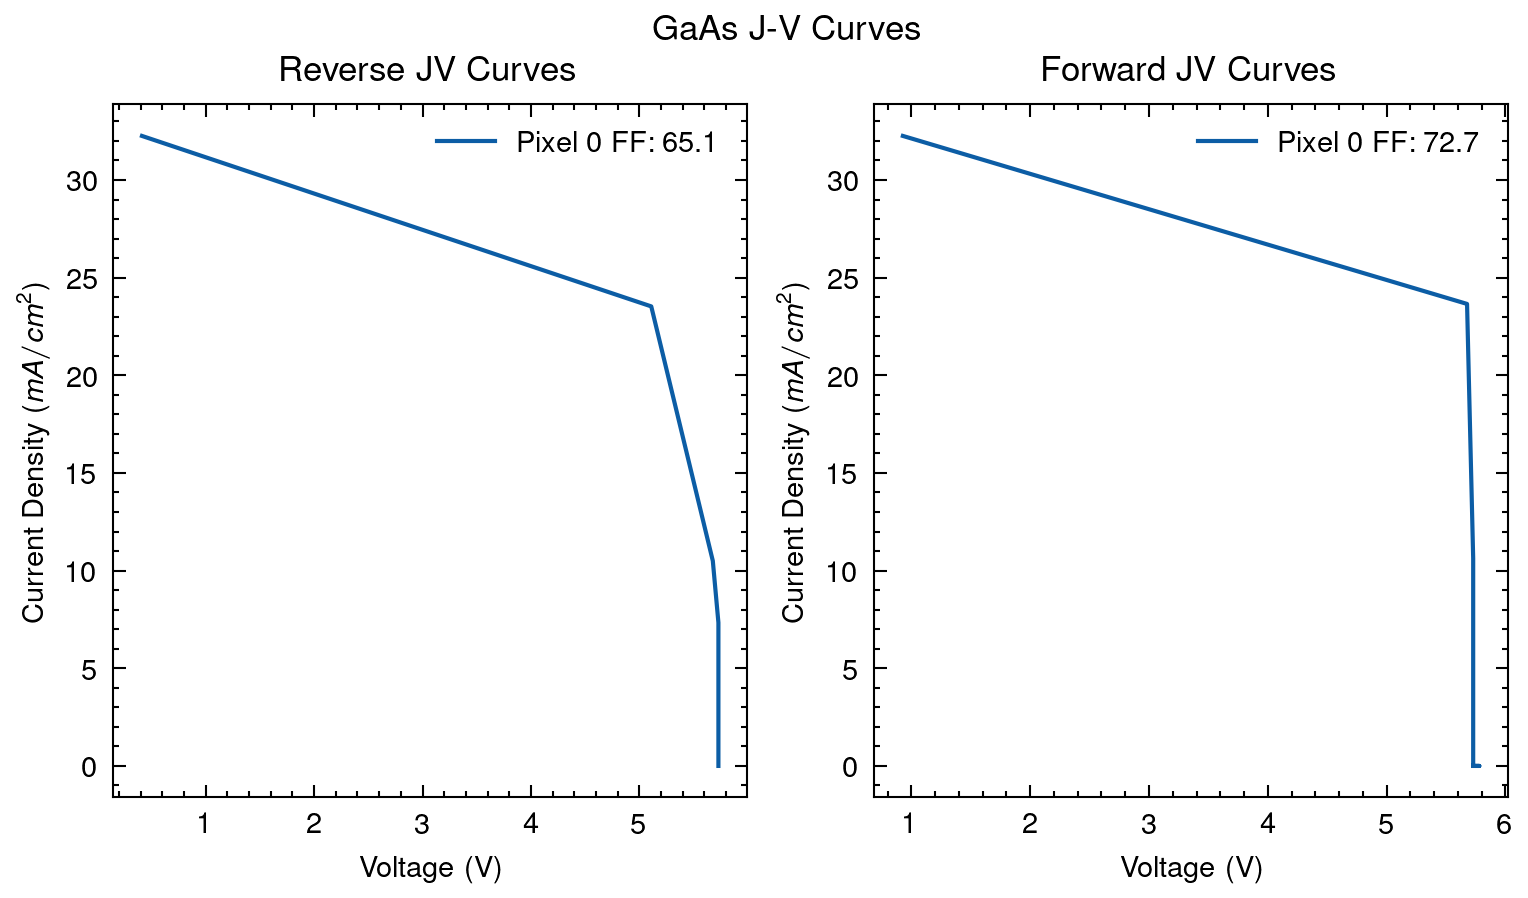 GaAs J-V Curves
Reverse JV Curves
Pixel 0 FF: 65.1
Current Density (mA/cm²)
30
25
20
15
10
5
0
1 2 3 4 5
Voltage (V)
Forward JV Curves
Pixel 0 FF: 72.7
Current Density (mA/cm²)
30
25
20
15
10
5
0
1 2 3 4 5 6
Voltage (V)